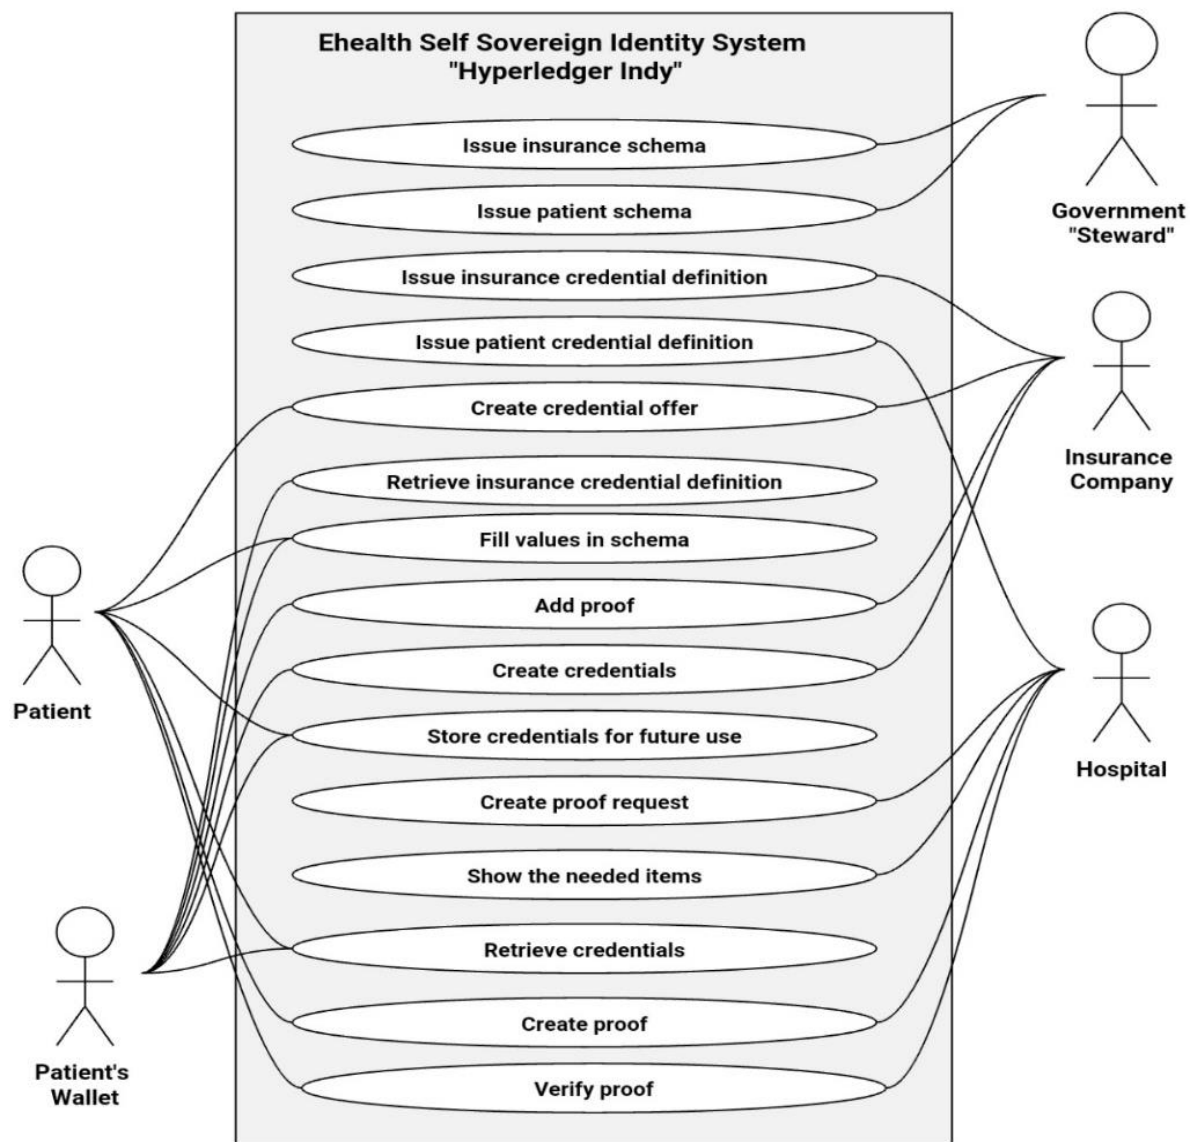 Ehealth Self Sovereign Identity System
"Hyperledger Indy"
Issue insurance schema
Issue patient schema
Government
"Steward"
Issue insurance credential definition
Issue patient credential definition
Create credential offer
Insurance
Company
Retrieve insurance credential definition
Fill values in schema
Add proof
Create credentials
Patient
Store credentials for future use
Hospital
Create proof request
Show the needed items
Retrieve credentials
Create proof
Patient's
Wallet
Verify proof